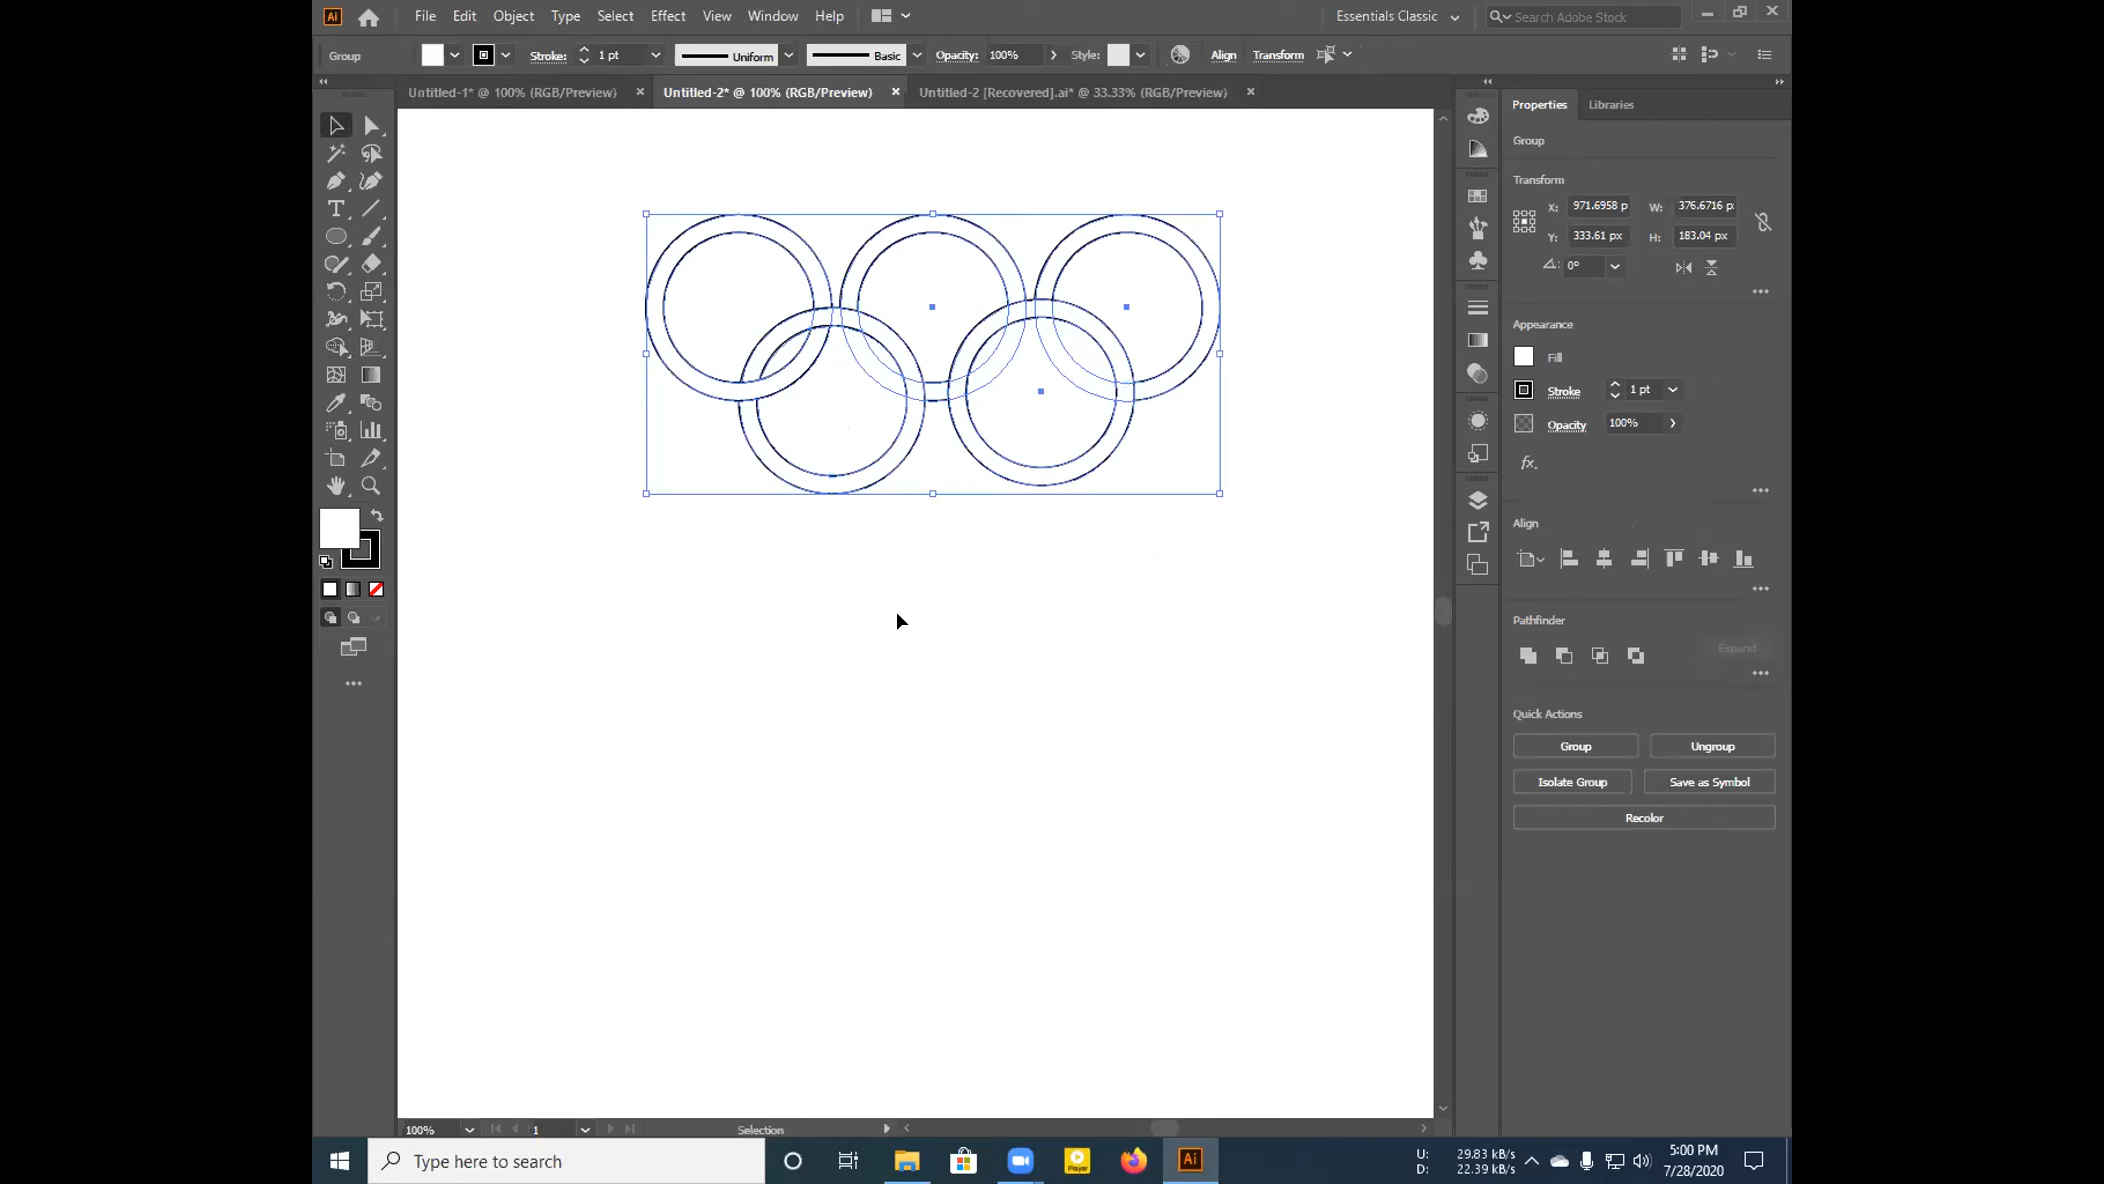 Ai File Edit Object Type Select Effect View Window Help Essentials Classic Search Adobe Stock
Group Stroke: 1 pt Uniform Basic Opacity: 100% Style: Align Transform
Untitled-1* @ 100% (RGB/Preview) Untitled-2* @ 100% (RGB/Preview) Untitled-2 [Recovered].ai* @ 33.33% (RGB/Preview)
Properties Libraries
Group
Transform
X: 971.6958 p W: 376.6716 p
Y: 333.61 px H: 183.04 px
0°
Appearance
Fill
Stroke 1 pt
Opacity 100%
fx.
Align
Pathfinder
Expand
Quick Actions
Group Ungroup
Isolate Group Save as Symbol
Recolor
100% 1 Selection
Type here to search
Player
Ai
U: 29.83 kB/s
D: 22.39 kB/s
5:00 PM
7/28/2020